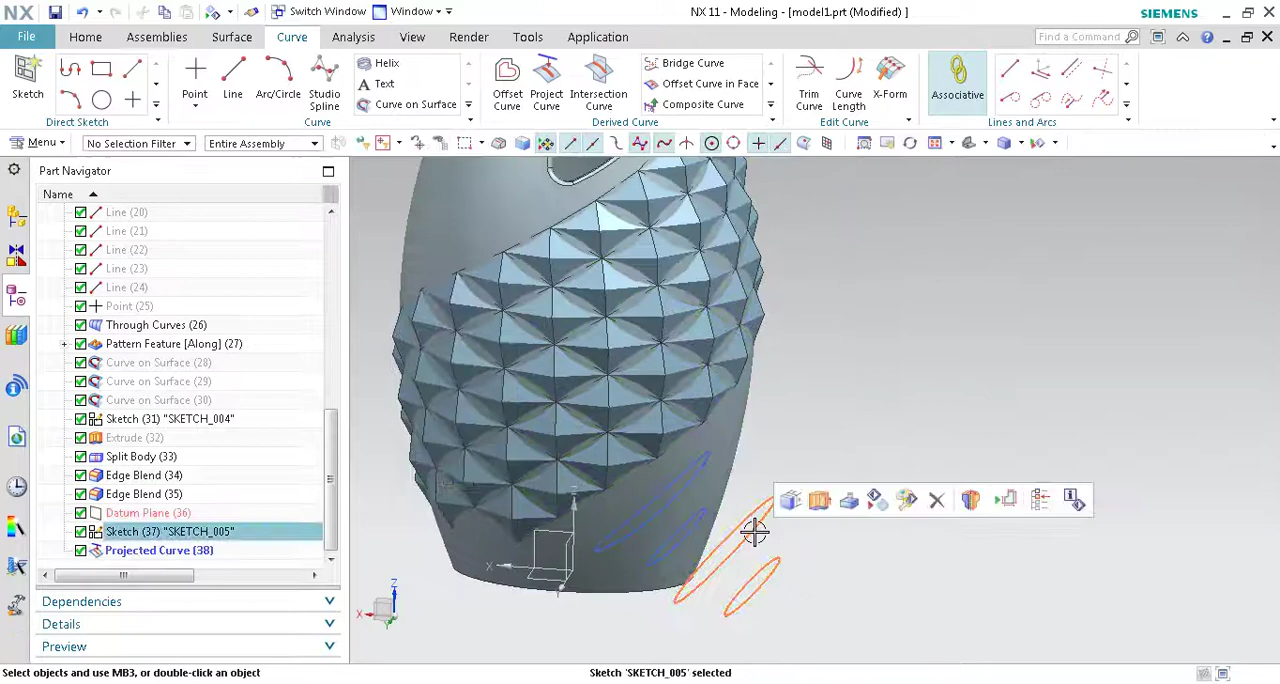 NX
Switch Window
Window
NX 11 - Modeling - [model1.prt (Modified) ]
SIEMENS
File
Home
Assemblies
Surface
Curve
Analysis
View
Render
Tools
Application
Find a Command
Sketch
Direct Sketch
Point
Line
Arc/Circle
Studio
Spline
Helix
Text
Curve on Surface
Curve
Offset
Curve
Project
Curve
Intersection
Curve
Bridge Curve
Offset Curve in Face
Composite Curve
Derived Curve
Trim
Curve
Curve
Length
X-Form
Edit Curve
Associative
Lines and Arcs
Menu
No Selection Filter
Entire Assembly
Part Navigator
Name
Line (20)
Line (21)
Line (22)
Line (23)
Line (24)
Point (25)
Through Curves (26)
Pattern Feature [Along] (27)
Curve on Surface (28)
Curve on Surface (29)
Curve on Surface (30)
Sketch (31) "SKETCH_004"
Extrude (32)
Split Body (33)
Edge Blend (34)
Edge Blend (35)
Datum Plane (36)
Sketch (37) "SKETCH_005"
Projected Curve (38)
Dependencies
Details
Preview
X
Z
X
Select objects and use MB3, or double-click an object
Sketch 'SKETCH_005' selected